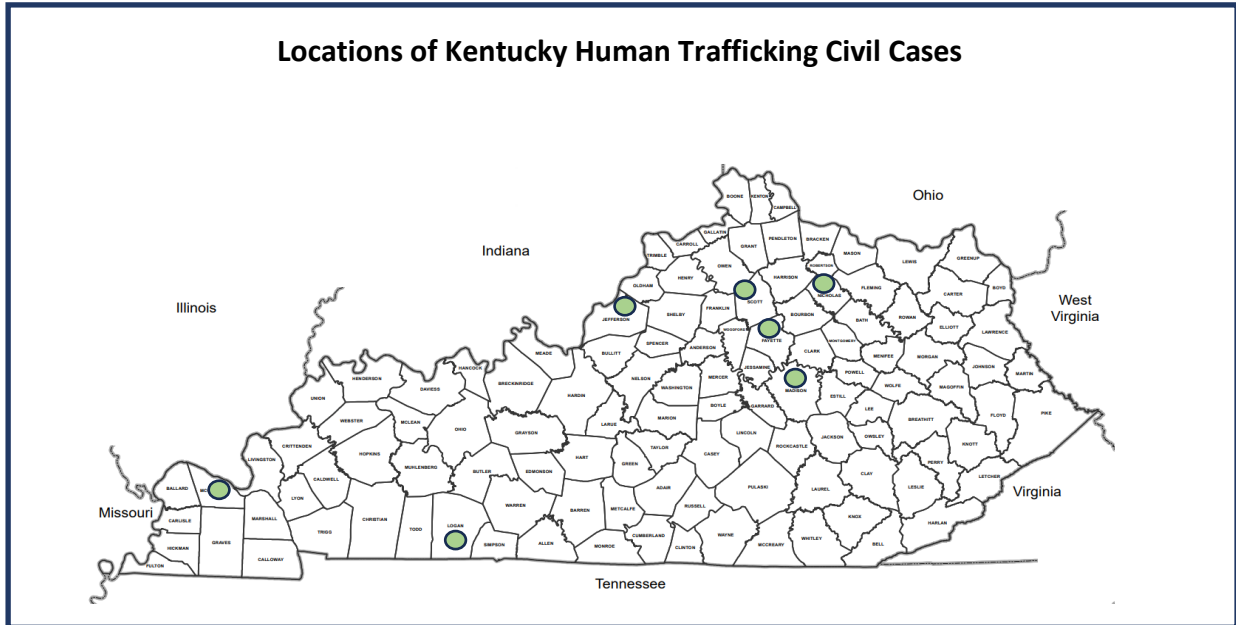 Locations of Kentucky Human Trafficking Civil Cases
Ohio
Indiana
Illinois
West
Virginia
Virginia
Missouri
Tennessee
BOONE
KENTON
CAMPBELL
GALLATIN
CARROLL
TRIMBLE
GRANT
PENDLETON
BRACKEN
MASON
ROBERTSON
LEWIS
GREENUP
OWEN
HENRY
OLDHAM
HARRISON
NICHOLAS
FLEMING
CARTER
BOYD
JEFFERSON
SHELBY
FRANKLIN
SCOTT
BOURBON
BATH
ROWAN
ELLIOTT
LAWRENCE
WOODFORD
FAYETTE
MONTGOMERY
BULLITT
SPENCER
ANDERSON
CLARK
MENIFEE
MORGAN
JOHNSON
MARTIN
MEADE
HANCOCK
JESSAMINE
POWELL
HENDERSON
DAVIESS
BRECKINRIDGE
NELSON
WASHINGTON
MERCER
MADISON
ESTILL
WOLFE
MAGOFFIN
UNION
HARDIN
BOYLE
GARRARD
LEE
BREATHITT
FLOYD
PIKE
WEBSTER
MCLEAN
OHIO
GRAYSON
LARUE
MARION
LINCOLN
ROCKCASTLE
JACKSON
OWSLEY
KNOTT
CRITTENDEN
HOPKINS
MUHLENBERG
BUTLER
EDMONSON
HART
GREEN
TAYLOR
CASEY
PERRY
LIVINGSTON
CALDWELL
CLAY
LETCHER
BALLARD
MC
LYON
WARREN
BARREN
METCALFE
ADAIR
PULASKI
LAUREL
LESLIE
RUSSELL
CARLISLE
MARSHALL
CHRISTIAN
TODD
LOGAN
KNOX
HARLAN
TRIGG
GRAVES
HICKMAN
SIMPSON
ALLEN
MONROE
CUMBERLAND
CLINTON
WAYNE
MCCREARY
WHITLEY
BELL
CALLOWAY
FULTON